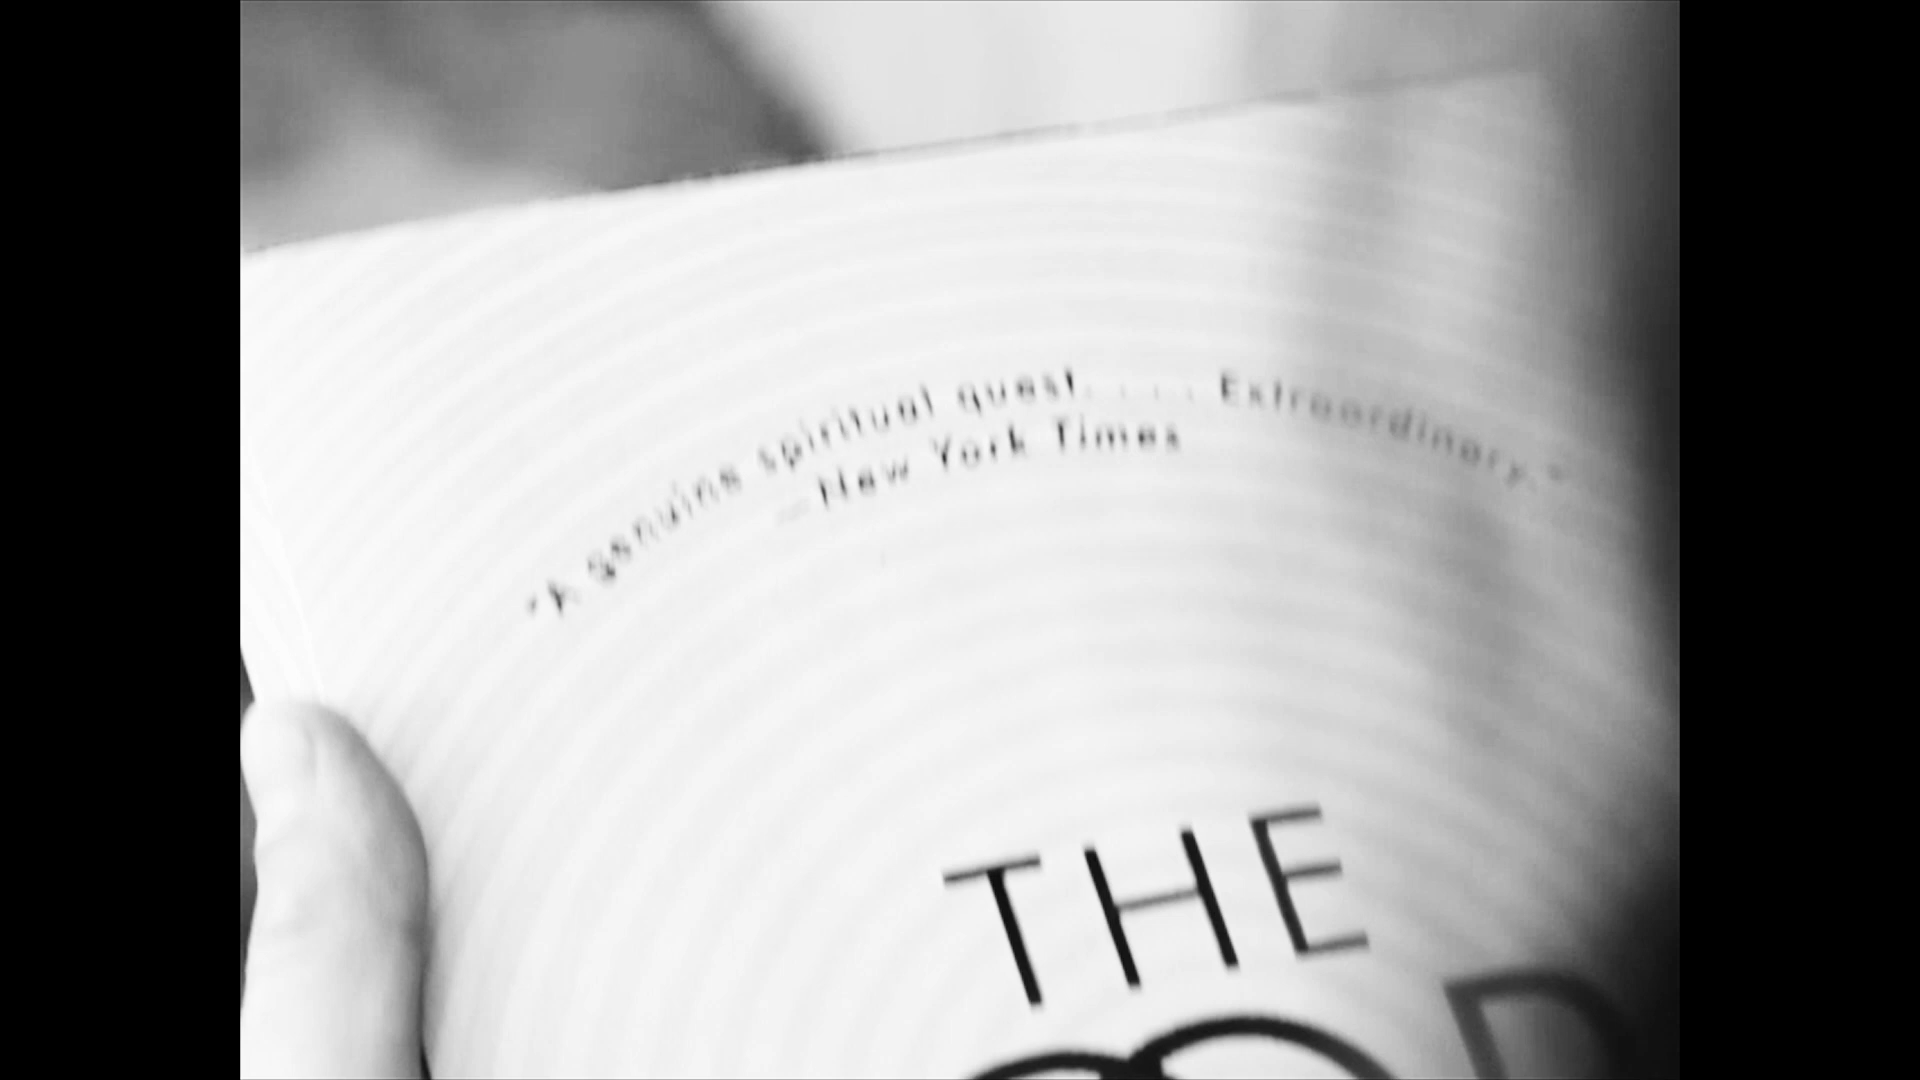 "A genuine spiritual quest. . . . Extraordinary."
—New York Times
THE